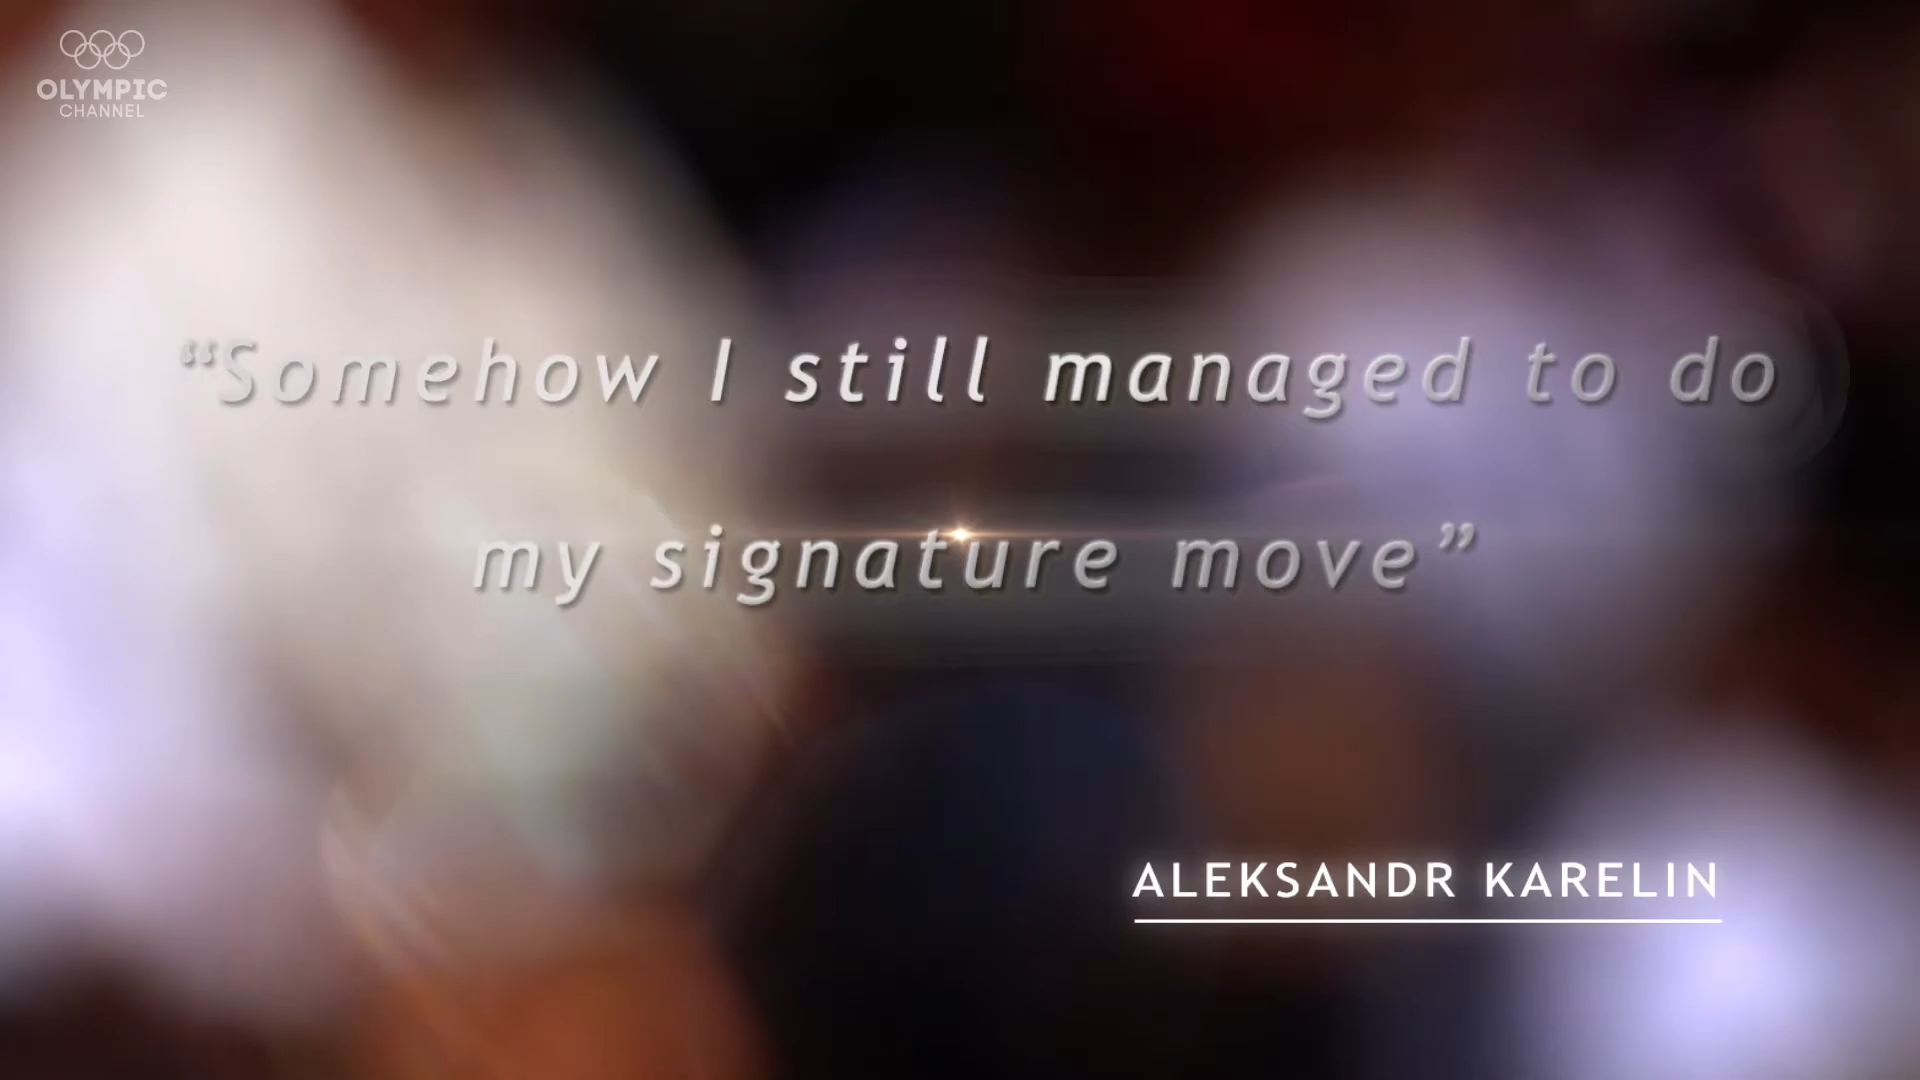 OLYMPIC
CHANNEL
“Somehow I still managed to do
my signature move”
ALEKSANDR KARELIN